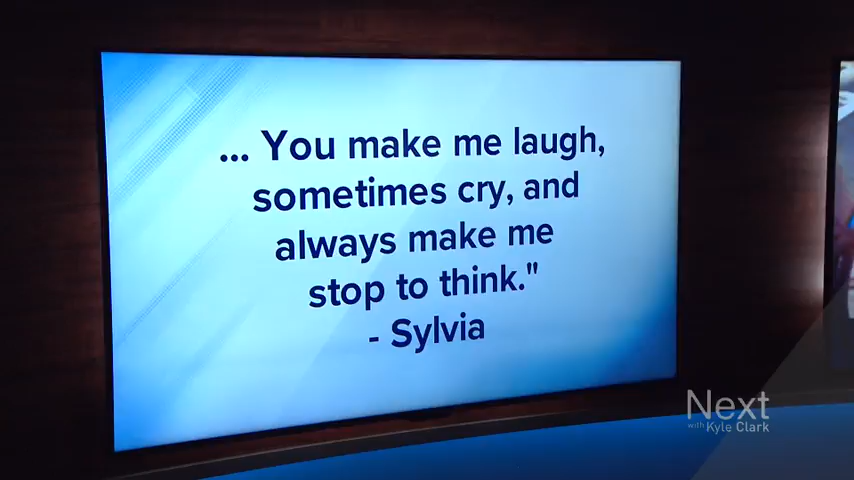 ... You make me laugh,
sometimes cry, and
always make me
stop to think."
- Sylvia
Next
with Kyle Clark